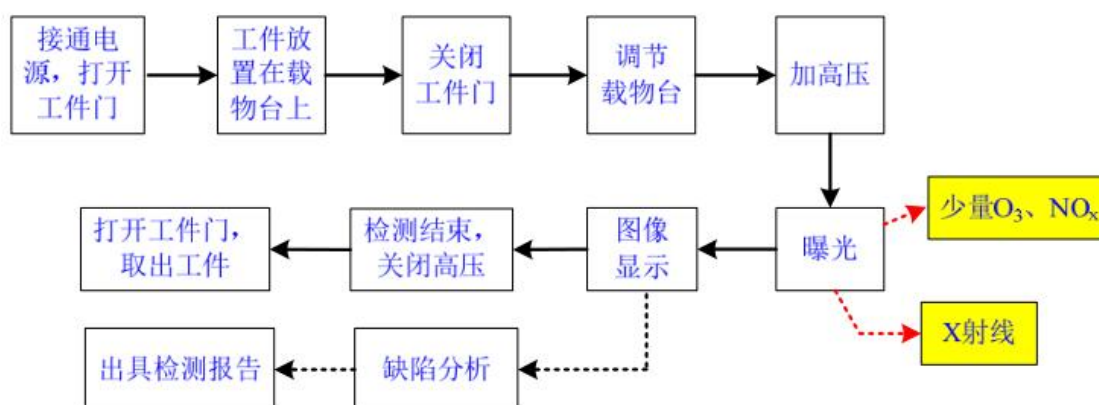 接通电
源，打开
工件门
工件放
置在载
物台上
关闭
工件门
调节
载物台
加高压
少量O₃、NOₓ
打开工件门，
取出工件
检测结束，
关闭高压
图像
显示
曝光
X射线
出具检测报告
缺陷分析